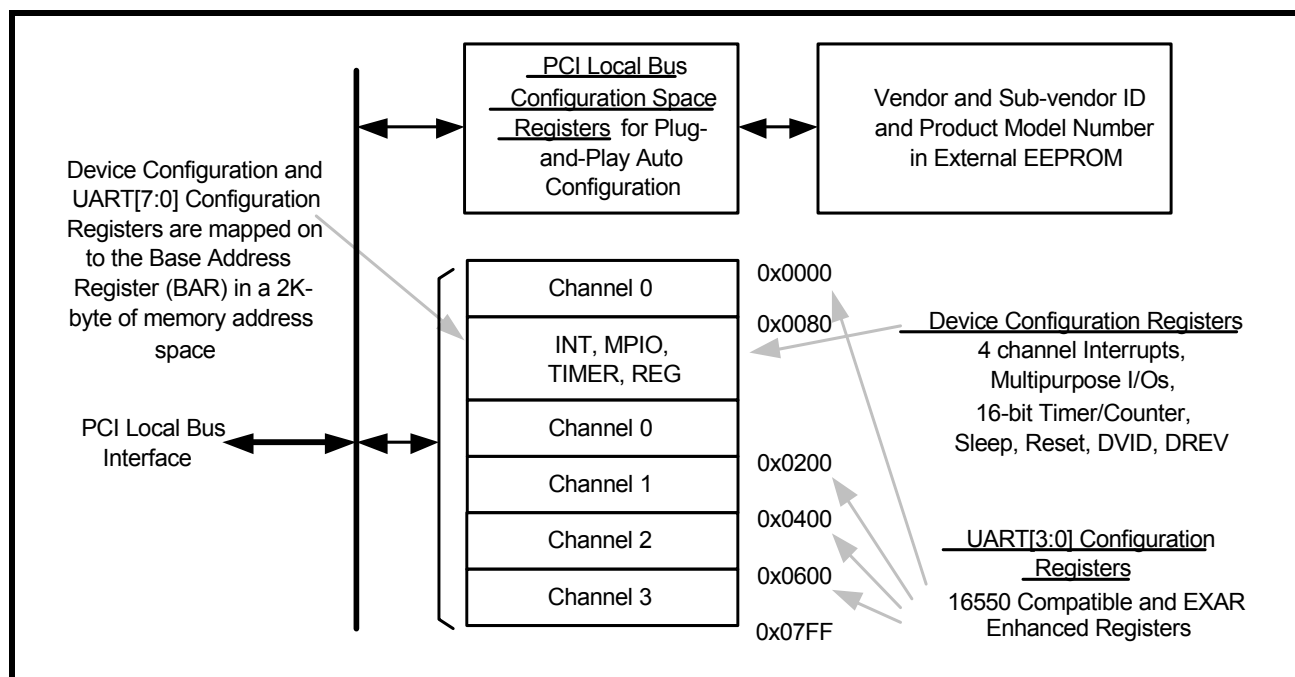 PCI Local Bus
Configuration Space
Registers for Plug-
and-Play Auto
Configuration
Vendor and Sub-vendor ID
and Product Model Number
in External EEPROM
Device Configuration and
UART[7:0] Configuration
Registers are mapped on
to the Base Address
Register (BAR) in a 2K-
byte of memory address
space
PCI Local Bus
Interface
Channel 0
INT, MPIO,
TIMER, REG
Channel 0
Channel 1
Channel 2
Channel 3
0x0000
0x0080
0x0200
0x0400
0x0600
0x07FF
Device Configuration Registers
4 channel Interrupts,
Multipurpose I/Os,
16-bit Timer/Counter,
Sleep, Reset, DVID, DREV
UART[3:0] Configuration
Registers
16550 Compatible and EXAR
Enhanced Registers